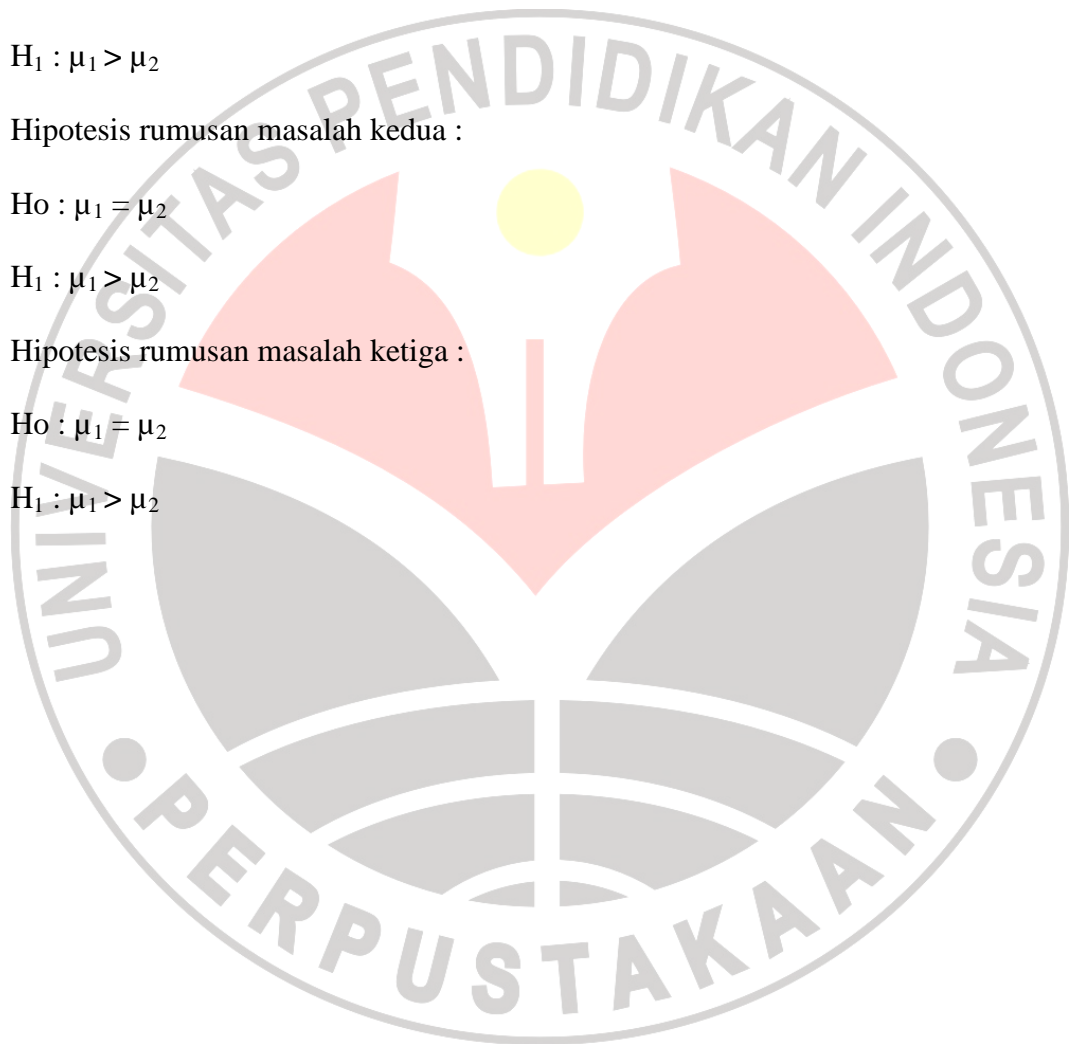 H₁ : µ₁ > µ₂
Hipotesis rumusan masalah kedua :
Ho : µ₁ = µ₂
H₁ : µ₁ > µ₂
Hipotesis rumusan masalah ketiga :
Ho : µ₁ = µ₂
H₁ : µ₁ > µ₂
UNIVERSITAS PENDIDIKAN INDONESIA
PERPUSTAKAAN